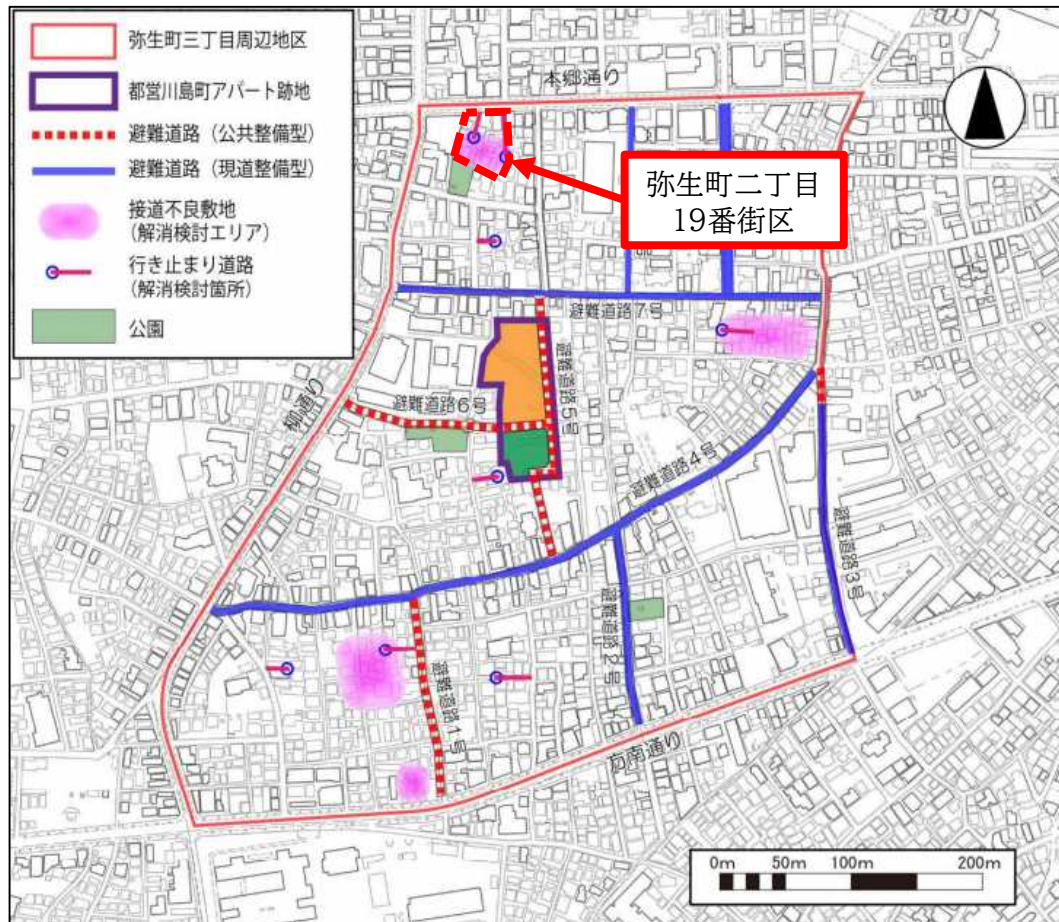 弥生町三丁目周辺地区
都営川島町アパート跡地
避難道路（公共整備型）
避難道路（現道整備型）
接道不良敷地
（解消検討エリア）
行き止まり道路
（解消検討箇所）
公園
本郷通り
弥生町二丁目
19番街区
避難道路7号
避難道路5号
避難道路6号
柳通り
避難道路4号
避難道路3号
避難道路2号
避難道路1号
方南通り
0m 50m 100m 200m